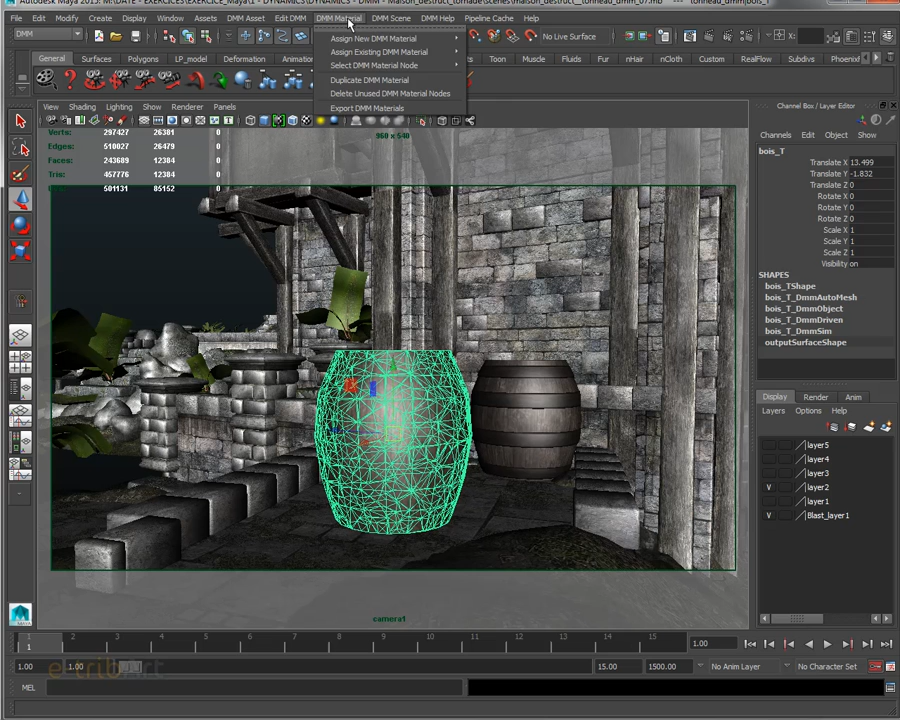 Autodesk Maya 2015: M:\DATE - EXERCICES\EXERCICE_Maya\1 - DYNAMICS\DYNAMICS - DMM - Maison_destruct_tornade\scenes\maison_destruct__tonneau_dmm_07.mb --- tonneau_dmm|bois_T
File Modify Create Display Window Assets DMM Asset Edit DMM DMM Material DMM Scene DMM Help Pipeline Cache Help
DMM
No Live Surface
X:
Y:
General Surfaces Polygons LP_model Deformation Animation Toon Muscle Fluids Fur nHair nCloth Custom RealFlow Subdivs Phoenix
Assign New DMM Material
Assign Existing DMM Material
Select DMM Material Node
Duplicate DMM Material
Delete Unused DMM Material Nodes
Export DMM Materials
View Shading Lighting Show Renderer Panels
Verts: 297427 26381 0
960 x 540
Edges: 510027 26479 0
Faces: 243689 12384 0
Tris: 457776 12384 0
501131 85152 0
camera1
Channel Box / Layer Editor
Channels Edit Object Show
bois_T
Translate X 13.499
Translate Y -1.832
Translate Z 0
Rotate X 0
Rotate Y 0
Rotate Z 0
Scale X 1
Scale Y 1
Scale Z 1
Visibility on
SHAPES
bois_TShape
bois_T_DmmAutoMesh
bois_T_DmmObject
bois_T_DmmDriven
bois_T_DmmSim
outputSurfaceShape
Display Render Anim
Layers Options Help
layer5
layer4
layer3
V layer2
layer1
V Blast_layer1
MAYA
1 2 3 4 5 6 7 8 9 10 11 12 13 14 15
1
1.00
1.00 1.00 15.00 1500.00 No Anim Layer No Character Set
e-tribArt
MEL